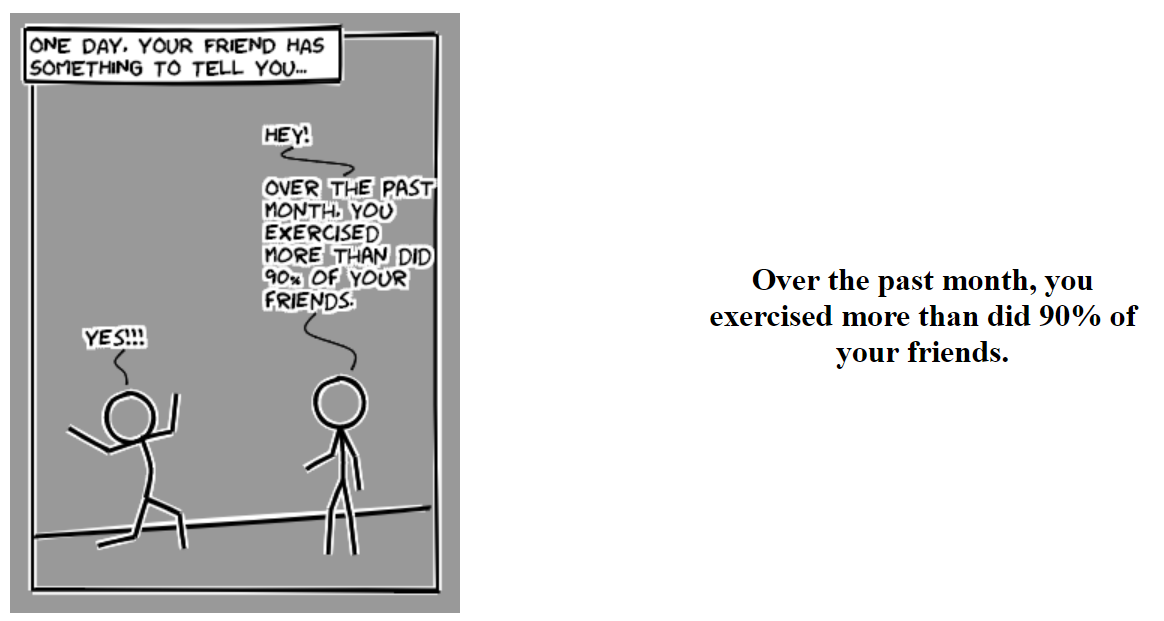 ONE DAY, YOUR FRIEND HAS
SOMETHING TO TELL YOU...
HEY!
OVER THE PAST
MONTH, YOU
EXERCISED
MORE THAN DID
90% OF YOUR
FRIENDS.
YES!!!
Over the past month, you
exercised more than did 90% of
your friends.